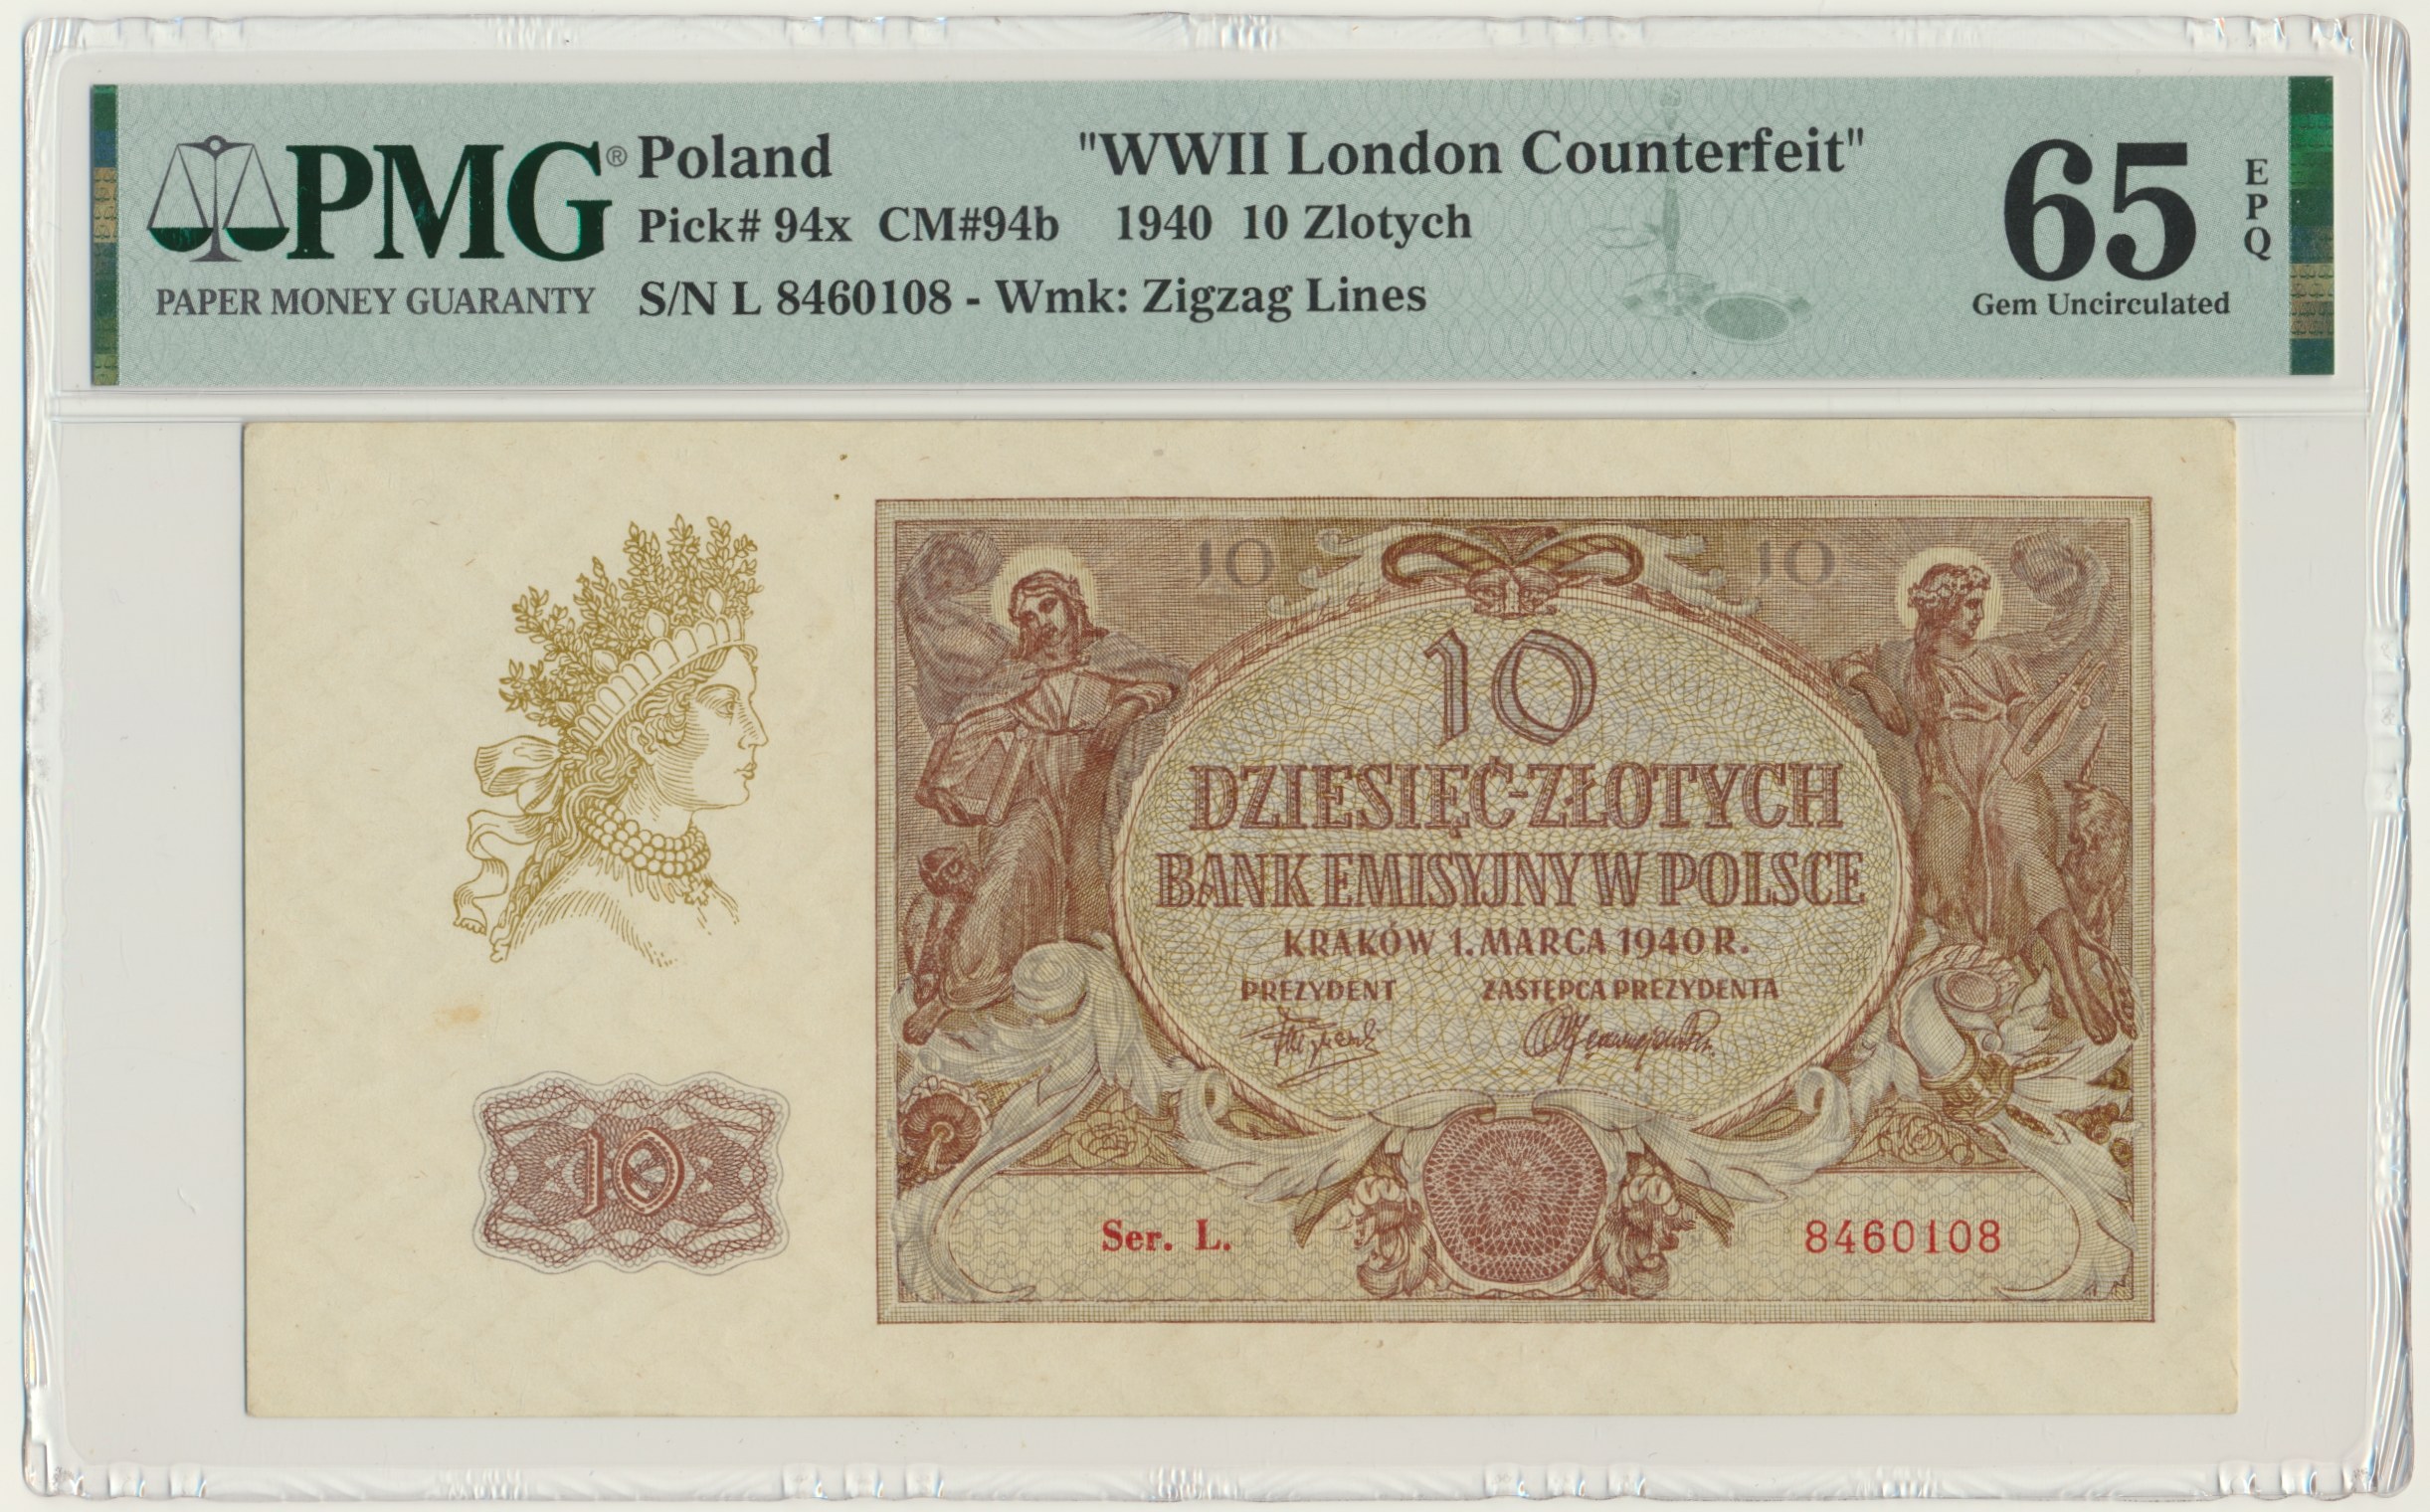 PMG®
PAPER MONEY GUARANTY
Poland "WWII London Counterfeit"
Pick# 94x CM#94b 1940 10 Zlotych
S/N L 8460108 - Wmk: Zigzag Lines
65
EPQ
Gem Uncirculated
10 10
10
DZIESIĘĆ-ZŁOTYCH
BANK EMISYJNY W POLSCE
KRAKÓW 1. MARCA 1940 R.
PREZYDENT ZASTĘPCA PREZYDENTA
10
Ser. L. 8460108